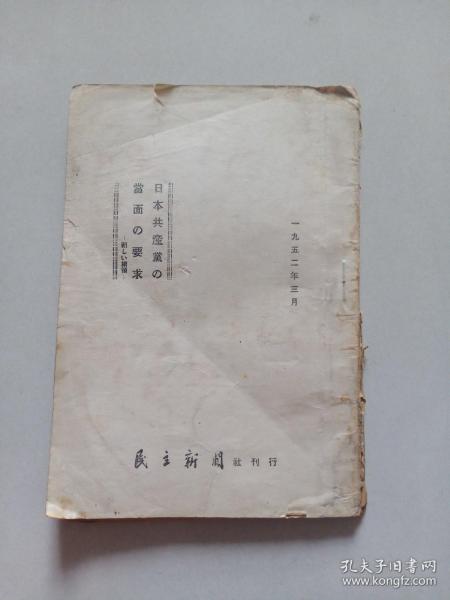 一九五二年三月
日本共産黨の
當面の要求
―新しい綱領―
民主新聞社刊行
孔夫子旧书网
www.kongfz.com